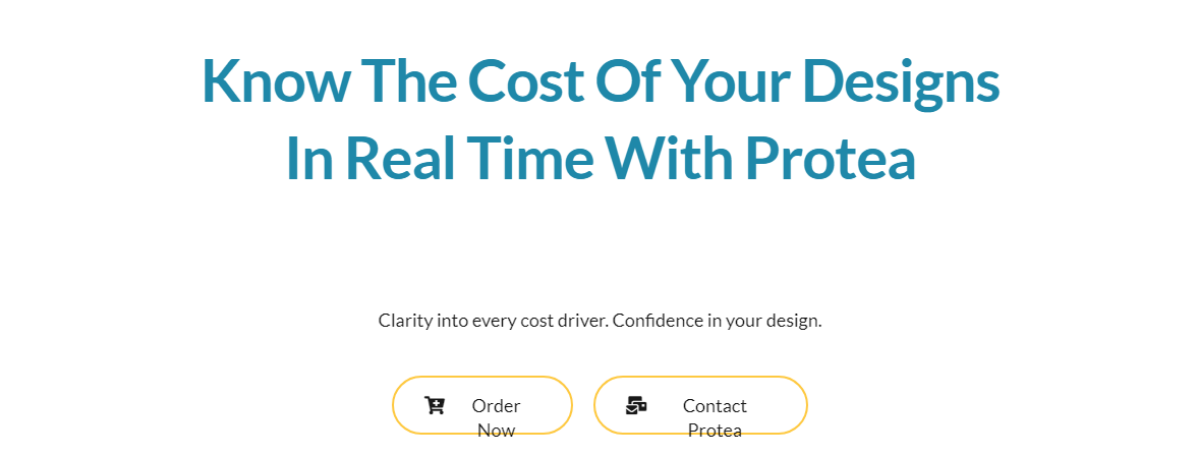 Know The Cost Of Your Designs
In Real Time With Protea
Clarity into every cost driver. Confidence in your design.
Order
Now
Contact
Protea